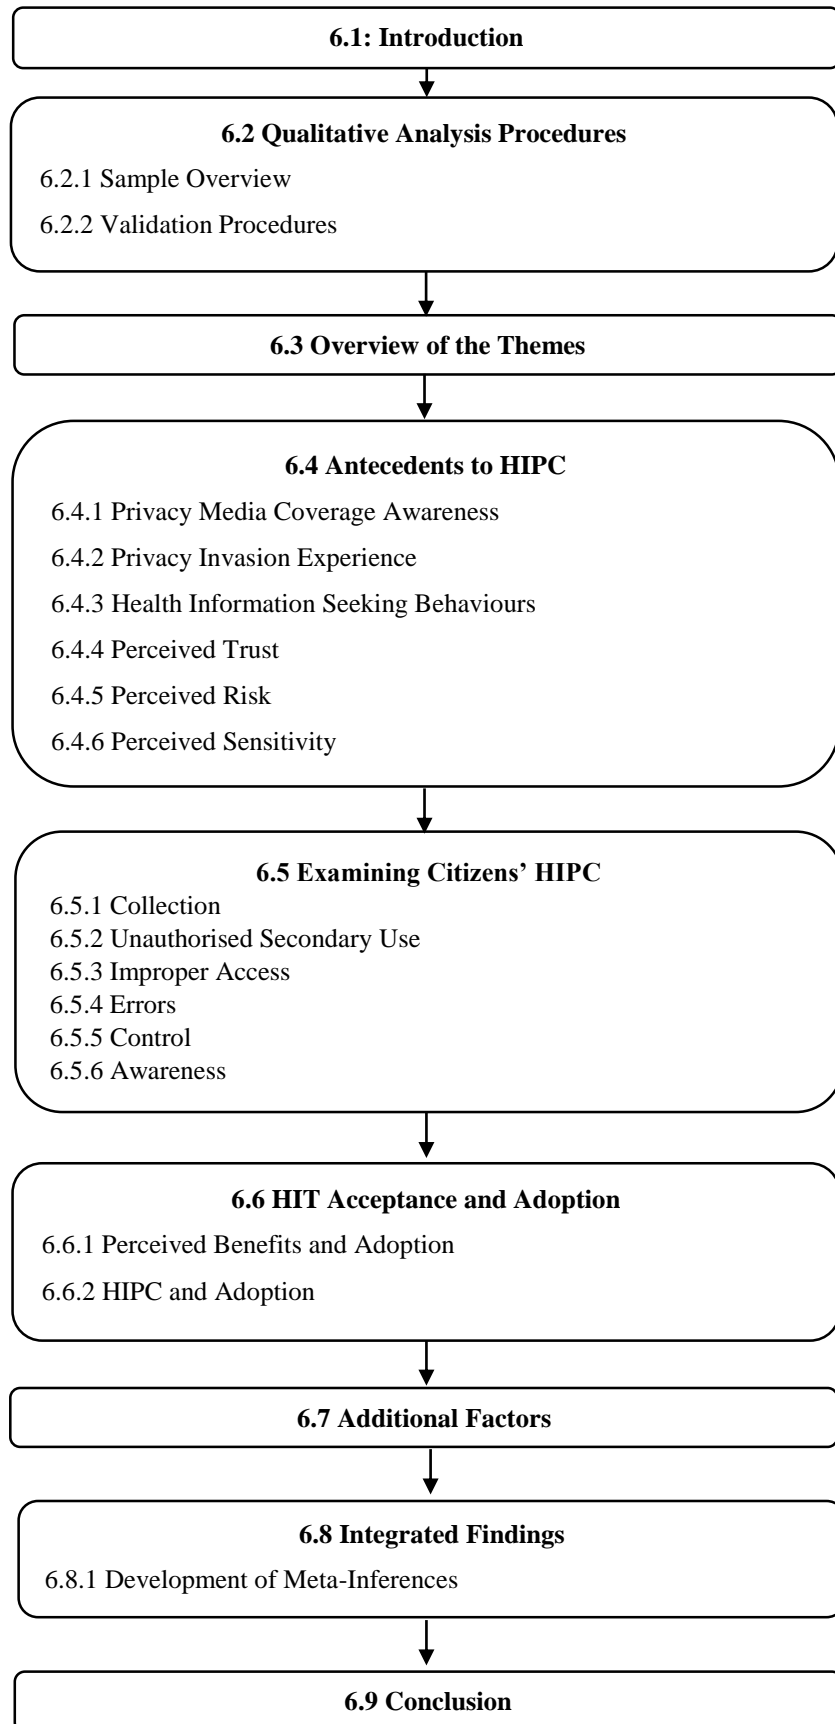 6.1: Introduction
6.2 Qualitative Analysis Procedures
6.2.1 Sample Overview
6.2.2 Validation Procedures
6.3 Overview of the Themes
6.4 Antecedents to HIPC
6.4.1 Privacy Media Coverage Awareness
6.4.2 Privacy Invasion Experience
6.4.3 Health Information Seeking Behaviours
6.4.4 Perceived Trust
6.4.5 Perceived Risk
6.4.6 Perceived Sensitivity
6.5 Examining Citizens’ HIPC
6.5.1 Collection
6.5.2 Unauthorised Secondary Use
6.5.3 Improper Access
6.5.4 Errors
6.5.5 Control
6.5.6 Awareness
6.6 HIT Acceptance and Adoption
6.6.1 Perceived Benefits and Adoption
6.6.2 HIPC and Adoption
6.7 Additional Factors
6.8 Integrated Findings
6.8.1 Development of Meta-Inferences
6.9 Conclusion